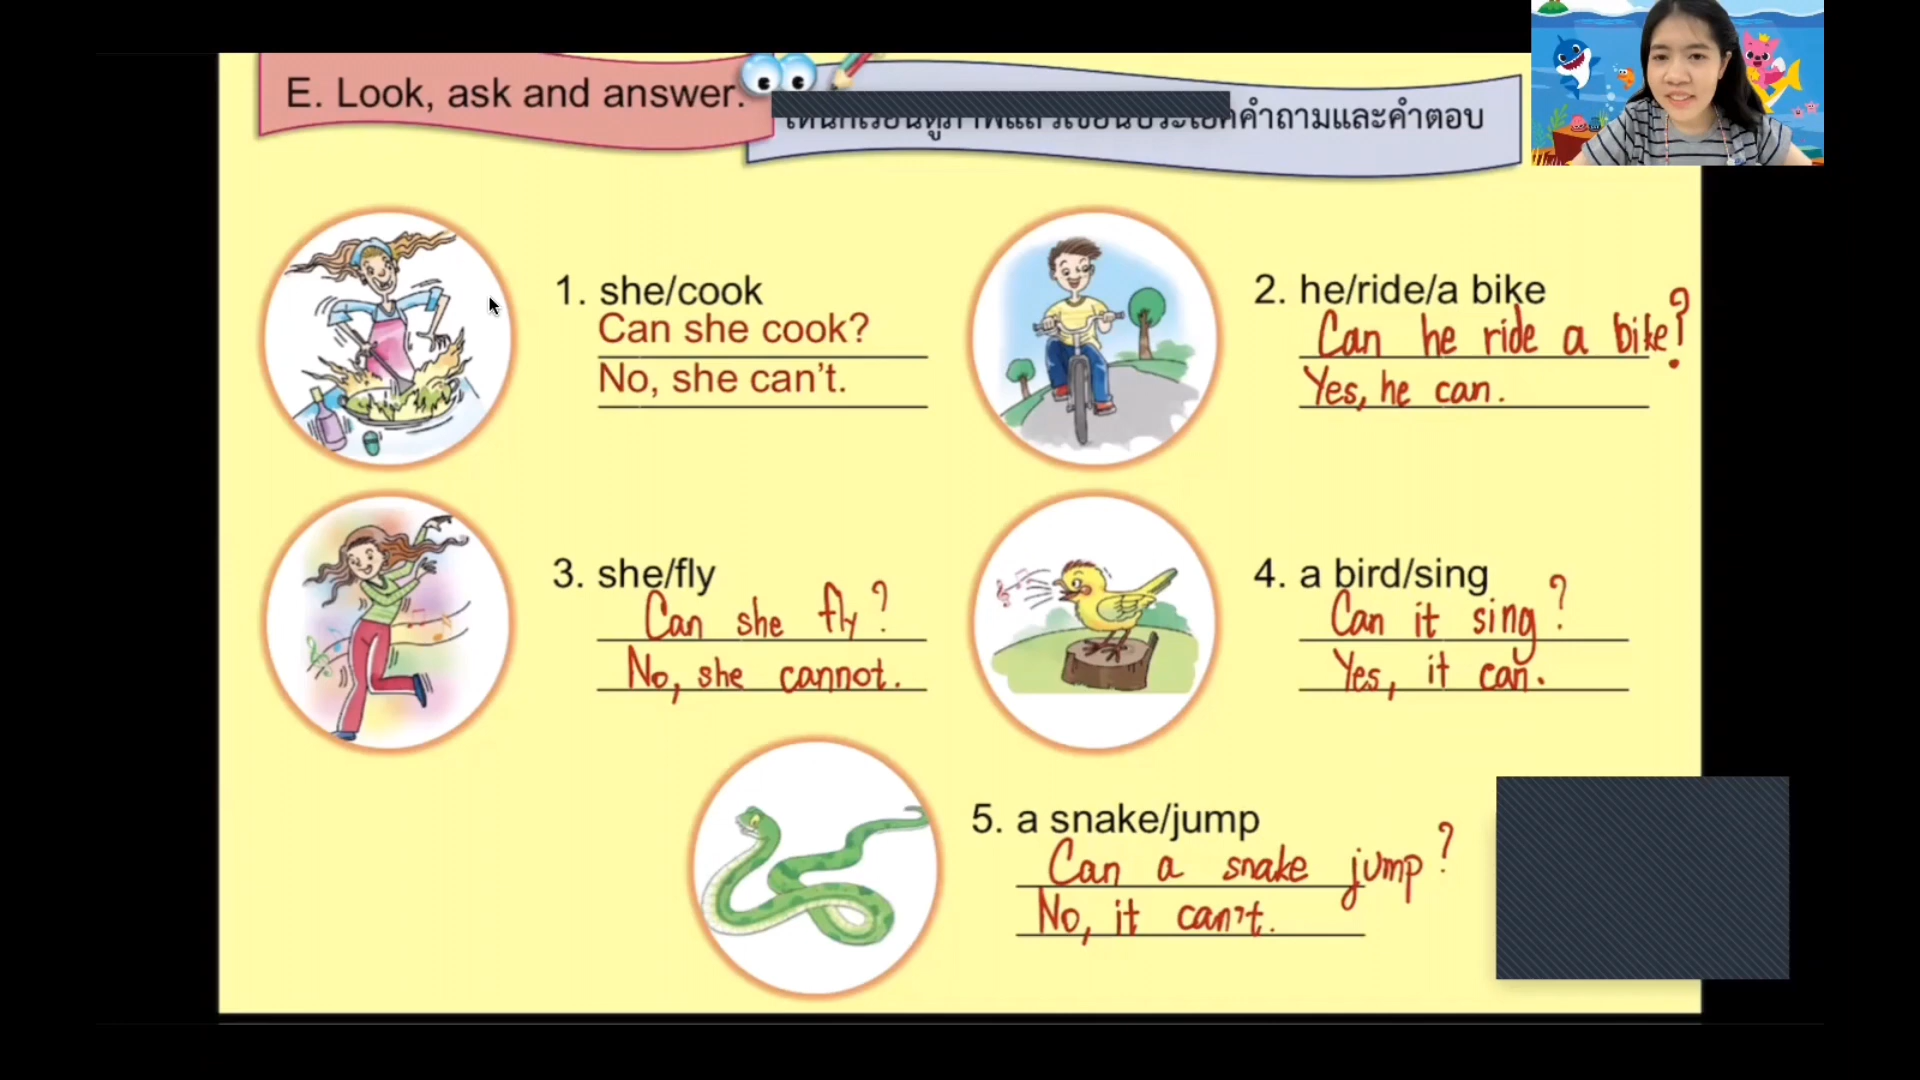 E. Look, ask and answer.
คำถามและคำตอบ
1. she/cook
Can she cook?
No, she can't.
2. he/ride/a bike
Can he ride a bike?
Yes, he can.
3. she/fly
Can she fly?
No, she cannot.
4. a bird/sing
Can it sing?
Yes, it can.
5. a snake/jump
Can a snake jump?
No, it can't.